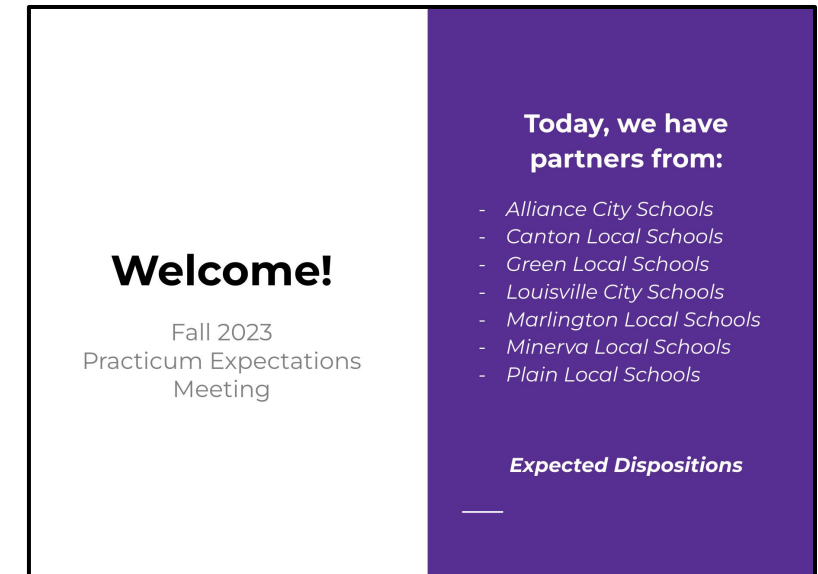 Welcome!
Fall 2023
Practicum Expectations
Meeting
Today, we have
partners from:
- Alliance City Schools
- Canton Local Schools
- Green Local Schools
- Louisville City Schools
- Marlington Local Schools
- Minerva Local Schools
- Plain Local Schools
Expected Dispositions